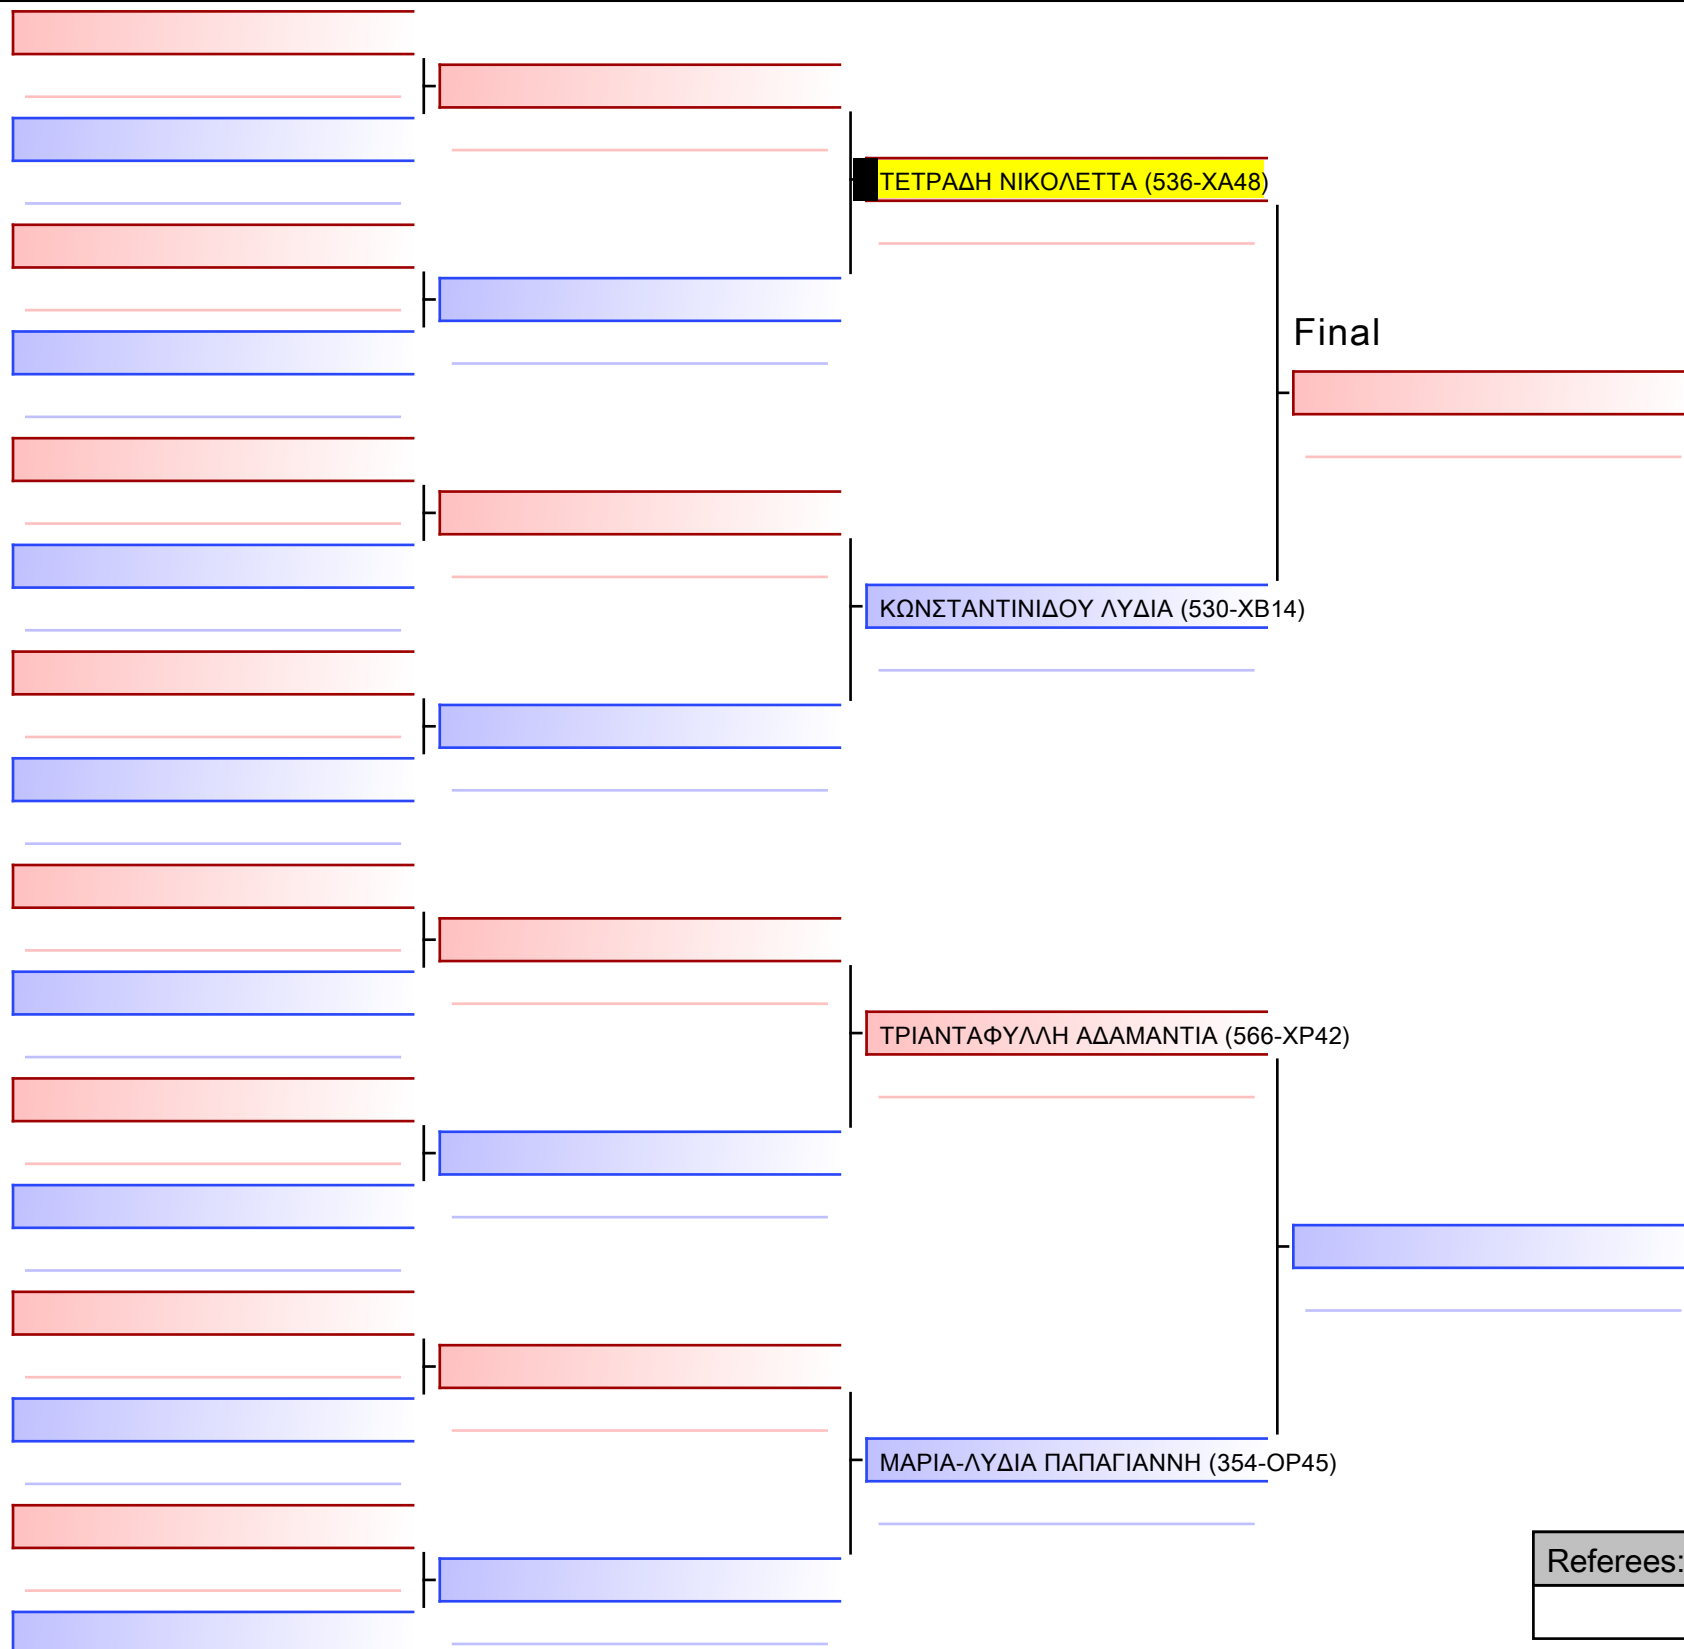 ΤΕΤΡΑΔΗ ΝΙΚΟΛΕΤΤΑ (536-ΧΑ48)
Final
ΚΩΝΣΤΑΝΤΙΝΙΔΟΥ ΛΥΔΙΑ (530-ΧΒ14)
ΤΡΙΑΝΤΑΦΥΛΛΗ ΑΔΑΜΑΝΤΙΑ (566-ΧΡ42)
ΜΑΡΙΑ-ΛΥΔΙΑ ΠΑΠΑΓΙΑΝΝΗ (354-ΟΡ45)
Referees: